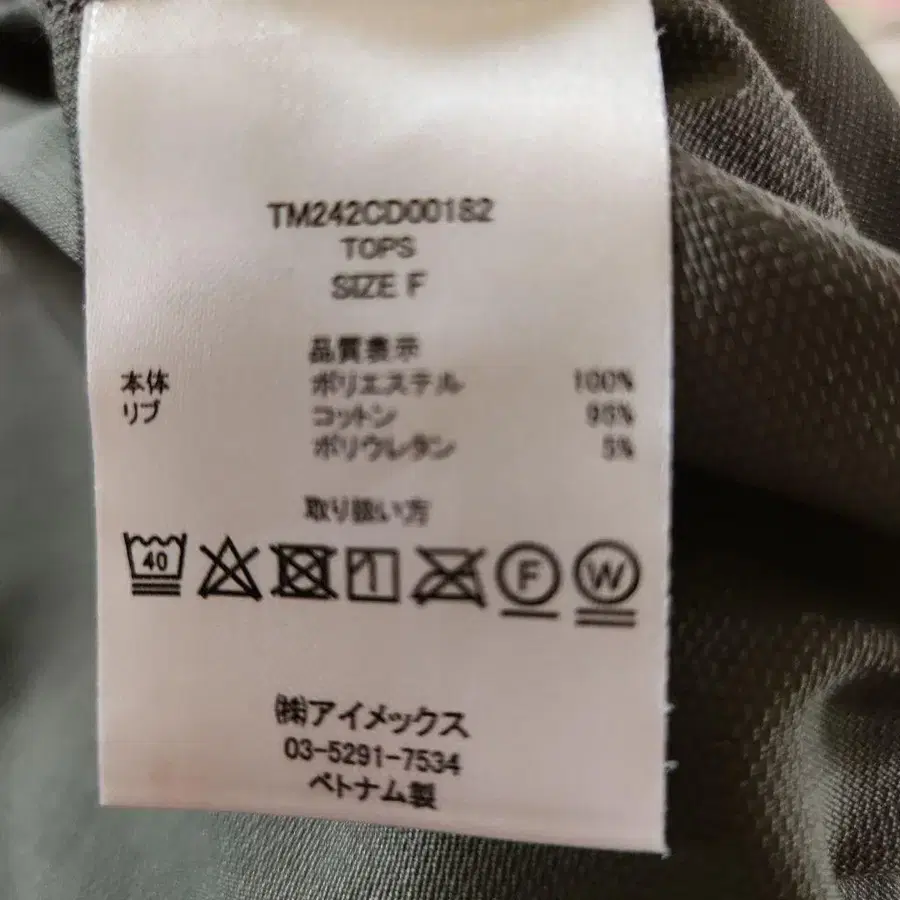 TM242CD00182
TOPS
SIZE F
品質表示
本体 ポリエステル 100%
リブ コットン 95%
ポリウレタン 5%
取り扱い方
40
F W
㈱アイメックス
03-5291-7534
ベトナム製